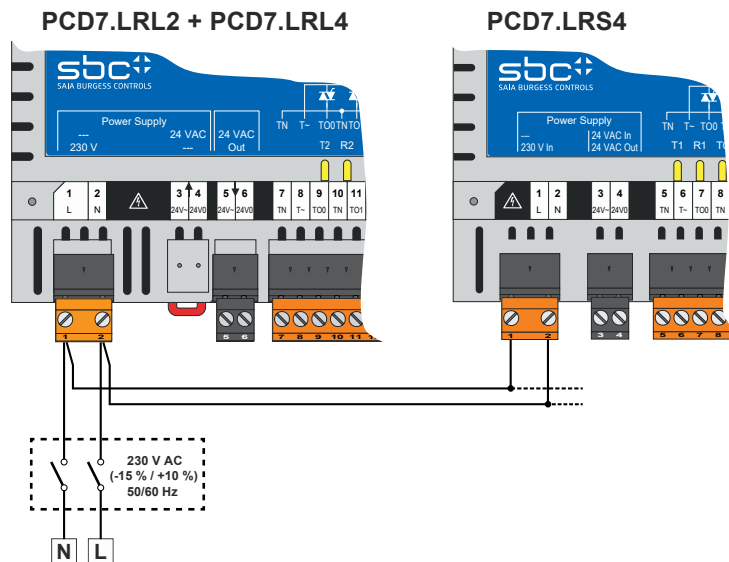 PCD7.LRL2 + PCD7.LRL4
PCD7.LRS4
sbc
SAIA BURGESS CONTROLS
TN T~ TO0 TN TO
Power Supply
---
230 V
24 VAC
---
24 VAC
Out
T2 R2
1 2 3 4 5 6 7 8 9 10 11
L N 24V~ 24V0 24V~ 24V0 TN T~ TO0 TN TO1
5 6 7 8 9 10 11
1 2
sbc
SAIA BURGESS CONTROLS
TN T~ TO0
Power Supply
---
230 V In
24 VAC In
24 VAC Out
T1 R1
1 2 3 4 5 6 7 8
L N 24V~ 24V0 TN T~ TO0 TN
1 2 3 4 5 6 7 8
230 V AC
(-15 % / +10 %)
50/60 Hz
N L